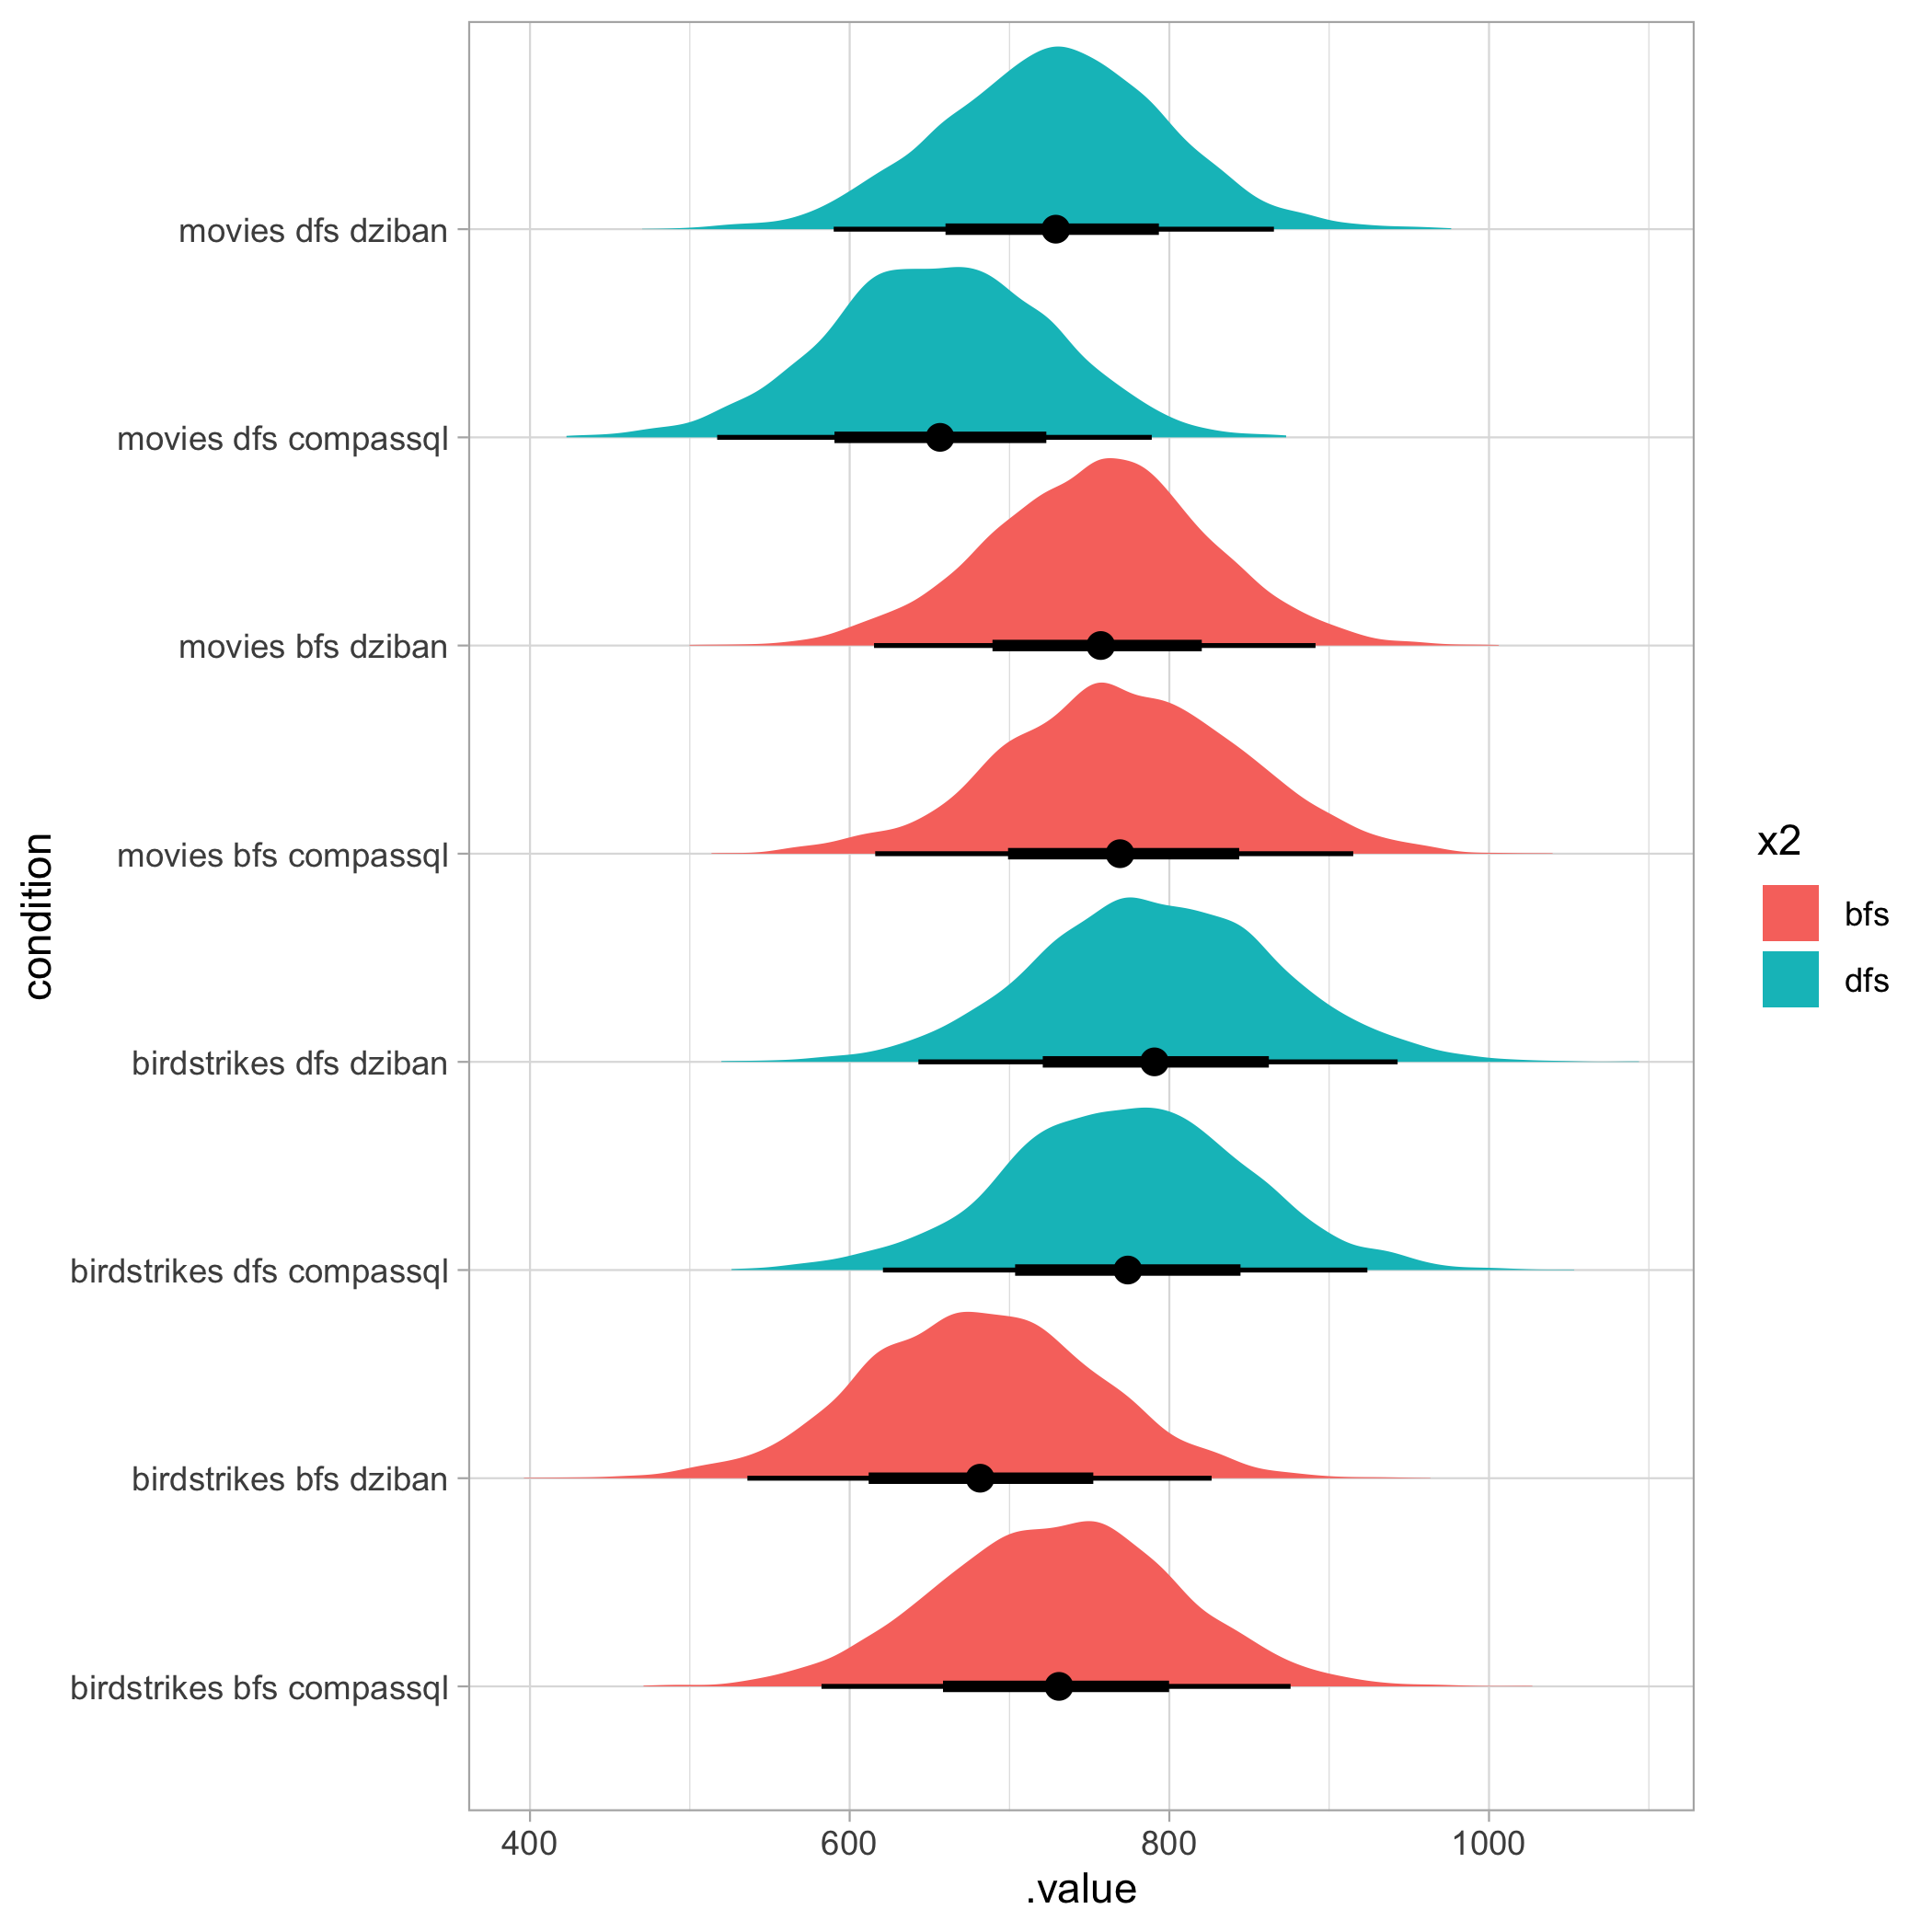 movies dfs dziban
movies dfs compassql
movies bfs dziban
movies bfs compassql
birdstrikes dfs dziban
birdstrikes dfs compassql
birdstrikes bfs dziban
birdstrikes bfs compassql
condition
400 600 800 1000
.value
x2
bfs
dfs